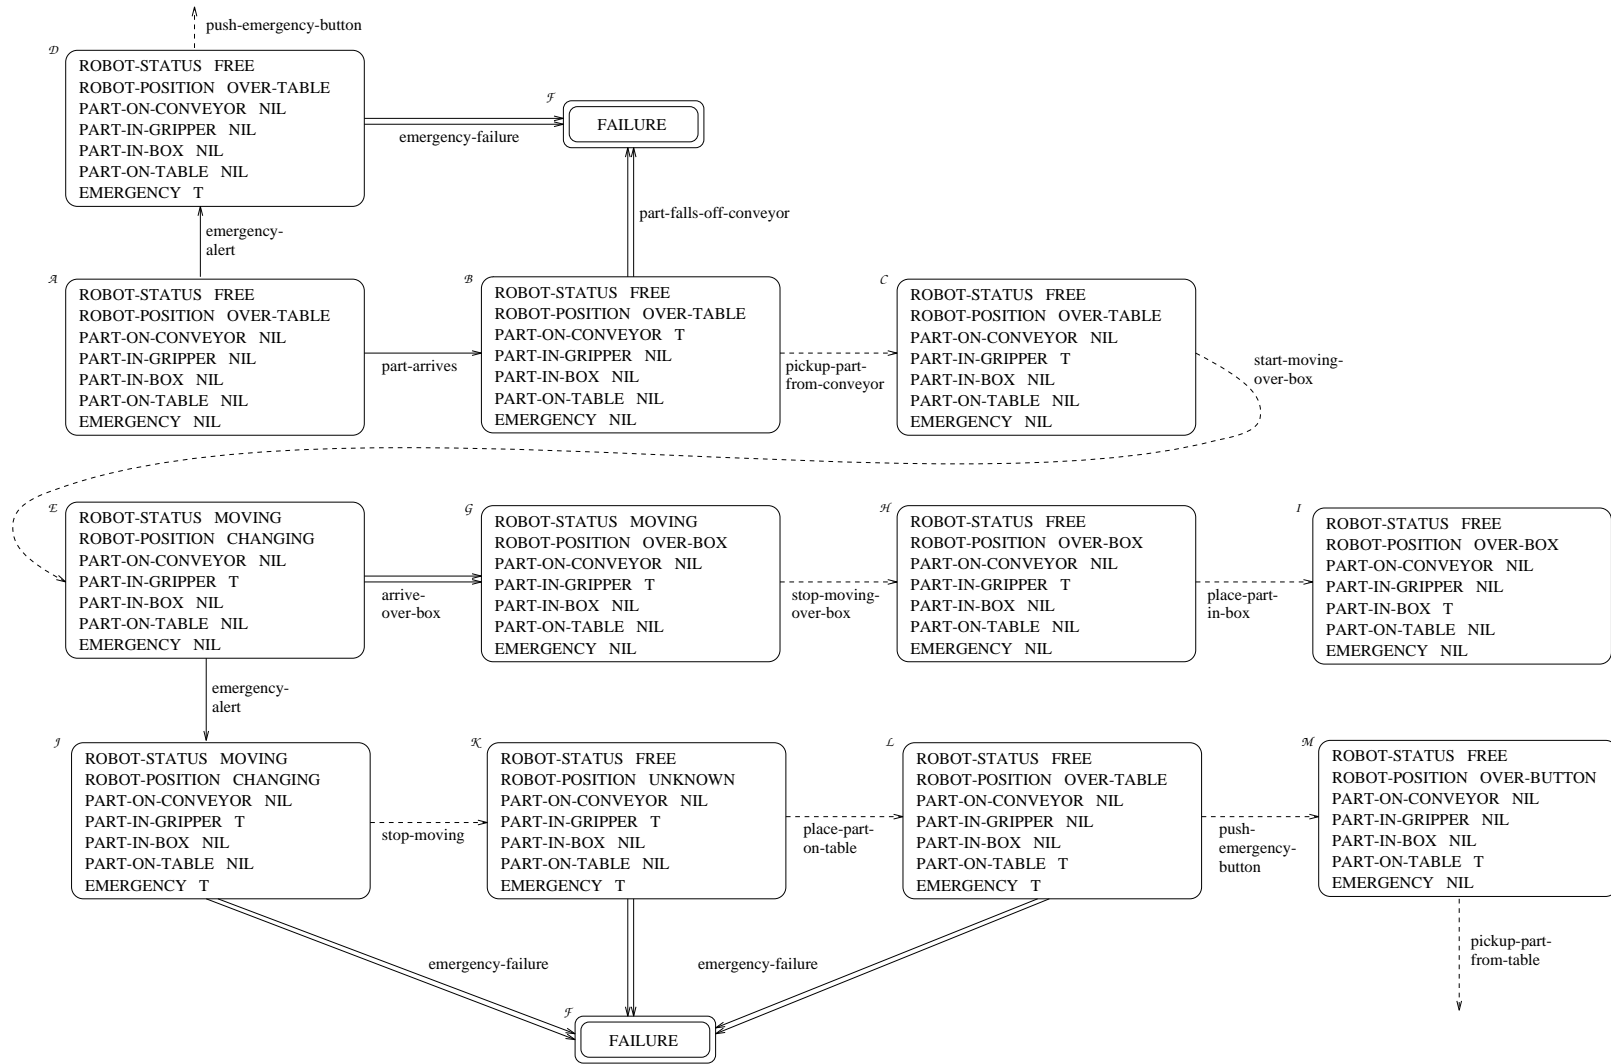 push-emergency-button
D
ROBOT-STATUS FREE
ROBOT-POSITION OVER-TABLE
PART-ON-CONVEYOR NIL
PART-IN-GRIPPER NIL
PART-IN-BOX NIL
PART-ON-TABLE NIL
EMERGENCY T
emergency-failure
F
FAILURE
emergency-
alert
part-falls-off-conveyor
A
ROBOT-STATUS FREE
ROBOT-POSITION OVER-TABLE
PART-ON-CONVEYOR NIL
PART-IN-GRIPPER NIL
PART-IN-BOX NIL
PART-ON-TABLE NIL
EMERGENCY NIL
part-arrives
B
ROBOT-STATUS FREE
ROBOT-POSITION OVER-TABLE
PART-ON-CONVEYOR T
PART-IN-GRIPPER NIL
PART-IN-BOX NIL
PART-ON-TABLE NIL
EMERGENCY NIL
pickup-part-
from-conveyor
C
ROBOT-STATUS FREE
ROBOT-POSITION OVER-TABLE
PART-ON-CONVEYOR NIL
PART-IN-GRIPPER T
PART-IN-BOX NIL
PART-ON-TABLE NIL
EMERGENCY NIL
start-moving-
over-box
E
ROBOT-STATUS MOVING
ROBOT-POSITION CHANGING
PART-ON-CONVEYOR NIL
PART-IN-GRIPPER T
PART-IN-BOX NIL
PART-ON-TABLE NIL
EMERGENCY NIL
arrive-
over-box
G
ROBOT-STATUS MOVING
ROBOT-POSITION OVER-BOX
PART-ON-CONVEYOR NIL
PART-IN-GRIPPER T
PART-IN-BOX NIL
PART-ON-TABLE NIL
EMERGENCY NIL
stop-moving-
over-box
H
ROBOT-STATUS FREE
ROBOT-POSITION OVER-BOX
PART-ON-CONVEYOR NIL
PART-IN-GRIPPER T
PART-IN-BOX NIL
PART-ON-TABLE NIL
EMERGENCY NIL
place-part-
in-box
I
ROBOT-STATUS FREE
ROBOT-POSITION OVER-BOX
PART-ON-CONVEYOR NIL
PART-IN-GRIPPER NIL
PART-IN-BOX T
PART-ON-TABLE NIL
EMERGENCY NIL
emergency-
alert
J
ROBOT-STATUS MOVING
ROBOT-POSITION CHANGING
PART-ON-CONVEYOR NIL
PART-IN-GRIPPER T
PART-IN-BOX NIL
PART-ON-TABLE NIL
EMERGENCY T
stop-moving
K
ROBOT-STATUS FREE
ROBOT-POSITION UNKNOWN
PART-ON-CONVEYOR NIL
PART-IN-GRIPPER T
PART-IN-BOX NIL
PART-ON-TABLE NIL
EMERGENCY T
place-part-
on-table
L
ROBOT-STATUS FREE
ROBOT-POSITION OVER-TABLE
PART-ON-CONVEYOR NIL
PART-IN-GRIPPER NIL
PART-IN-BOX NIL
PART-ON-TABLE T
EMERGENCY T
push-
emergency-
button
M
ROBOT-STATUS FREE
ROBOT-POSITION OVER-BUTTON
PART-ON-CONVEYOR NIL
PART-IN-GRIPPER NIL
PART-IN-BOX NIL
PART-ON-TABLE T
EMERGENCY NIL
emergency-failure
emergency-failure
pickup-part-
from-table
F
FAILURE